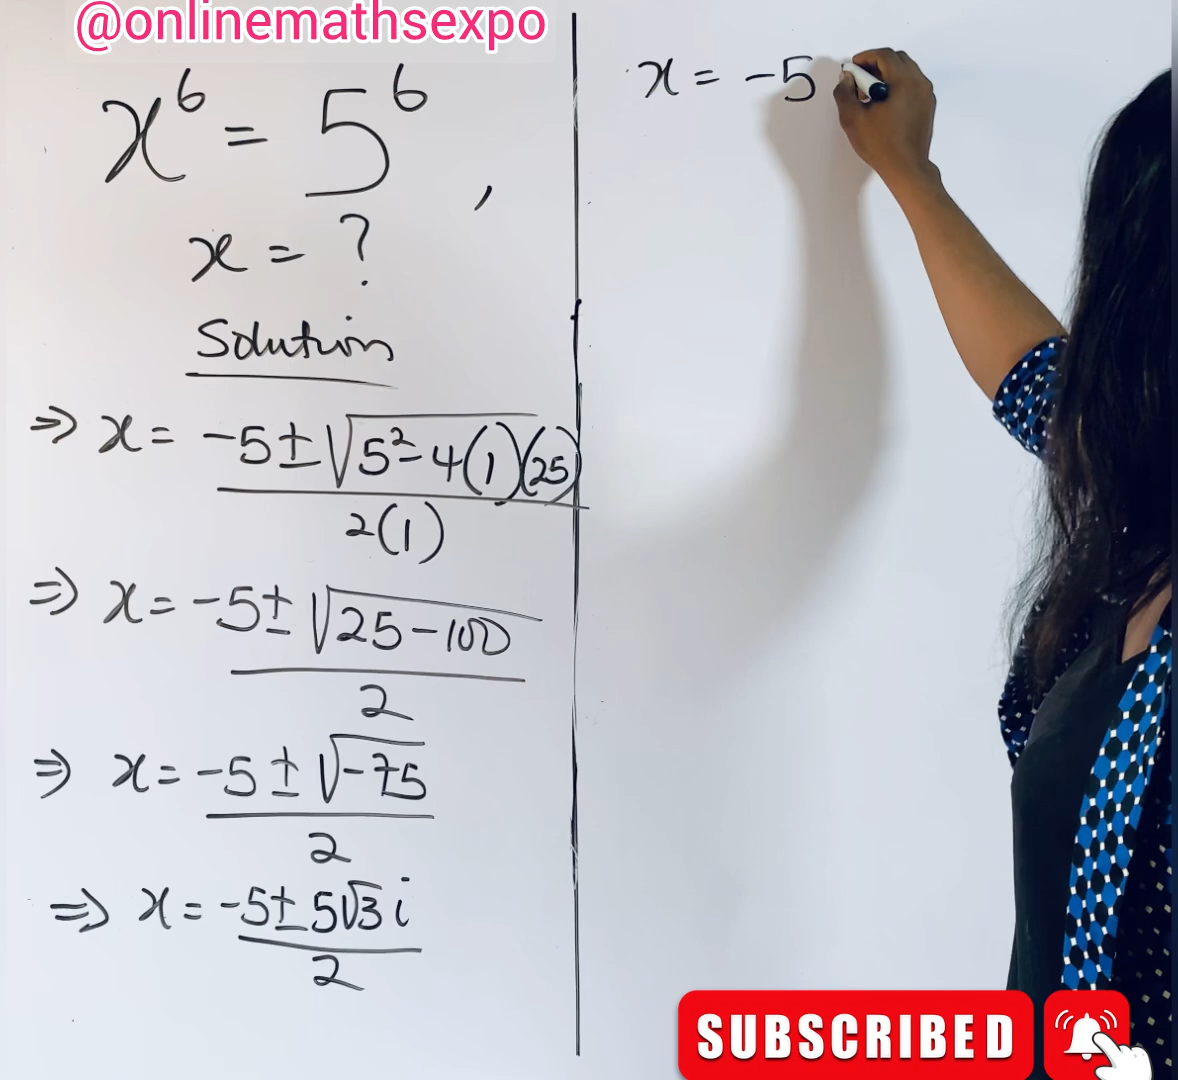 @onlinemathsexpo
x⁶ = 5⁶ ,
x = ?
Solution
⇒ x = -5 ± √5² - 4(1)(25)
2(1)
⇒ x = -5 ± √25 - 100
2
⇒ x = -5 ± √-75
2
⇒ x = -5 ± 5√3 i
2
x = -5
SUBSCRIBED